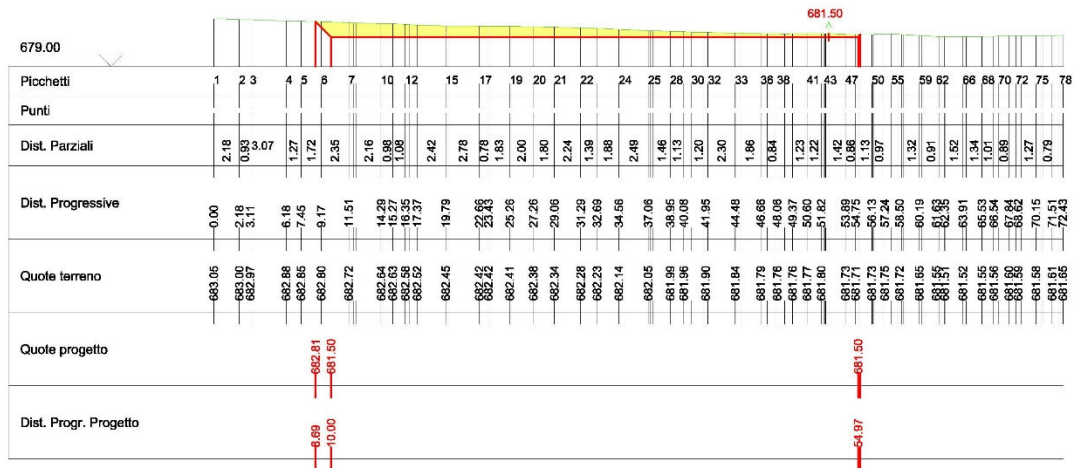 681.50
679.00
Picchetti 1 2 3 4 5 6 7 10 12 15 17 19 20 21 22 24 25 28 30 32 33 36 38 41 43 47 50 55 59 62 66 68 70 72 75 78
Punti
Dist. Parziali 2.18 0.93 3.07 1.27 1.72 2.35 2.16 0.98 1.08 2.42 2.78 0.78 1.83 2.00 1.80 2.24 1.39 1.88 2.49 1.46 1.13 1.20 2.30 1.86 0.84 1.23 1.22 1.42 0.86 1.13 0.97 1.32 0.91 1.52 1.34 1.01 0.89 1.27 0.79
Dist. Progressive 0.00 2.18 3.11 6.18 7.45 9.17 11.51 14.29 15.27 16.35 17.37 19.79 22.66 23.43 25.26 27.26 29.06 31.29 32.69 34.56 37.06 38.95 40.08 41.95 44.48 46.66 48.08 49.37 50.60 51.82 53.89 54.75 56.13 57.24 58.50 60.19 61.63 62.35 63.91 65.53 66.54 67.84 68.62 70.15 71.51 72.43
Quote terreno 683.05 683.00 682.97 682.88 682.85 682.80 682.72 682.64 682.63 682.58 682.52 682.45 682.42 682.42 682.41 682.38 682.34 682.28 682.23 682.14 682.05 681.99 681.96 681.90 681.84 681.79 681.76 681.76 681.77 681.80 681.73 681.71 681.73 681.75 681.72 681.65 681.55 681.51 681.52 681.55 681.56 681.60 681.59 681.58 681.61 681.65
Quote progetto 682.81 681.50 681.50
Dist. Progr. Progetto 8.69 10.00 54.97